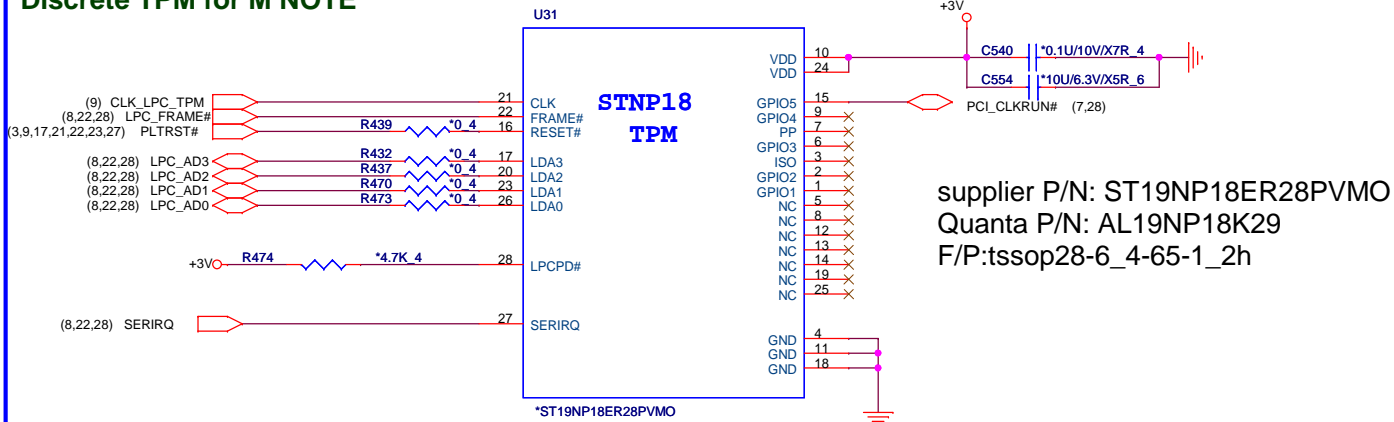 Discrete TPM for M NOTE
U31
+3V
STNP18
TPM
(9) CLK_LPC_TPM
21 CLK
(8,22,28) LPC_FRAME#
22 FRAME#
(3,9,17,21,22,23,27) PLTRST#
R439 *0_4
16 RESET#
(8,22,28) LPC_AD3
R432 *0_4
17 LDA3
(8,22,28) LPC_AD2
R437 *0_4
20 LDA2
(8,22,28) LPC_AD1
R470 *0_4
23 LDA1
(8,22,28) LPC_AD0
R473 *0_4
26 LDA0
+3V R474 *4.7K_4
28 LPCPD#
(8,22,28) SERIRQ
27 SERIRQ
VDD 10
VDD 24
GPIO5 15
GPIO4 9
PP 7
GPIO3 6
ISO 3
GPIO2 2
GPIO1 1
NC 5
NC 8
NC 12
NC 13
NC 14
NC 19
NC 25
GND 4
GND 11
GND 18
C540 *0.1U/10V/X7R_4
C554 *10U/6.3V/X5R_6
PCI_CLKRUN# (7,28)
supplier P/N: ST19NP18ER28PVMO
Quanta P/N: AL19NP18K29
F/P:tssop28-6_4-65-1_2h
*ST19NP18ER28PVMO